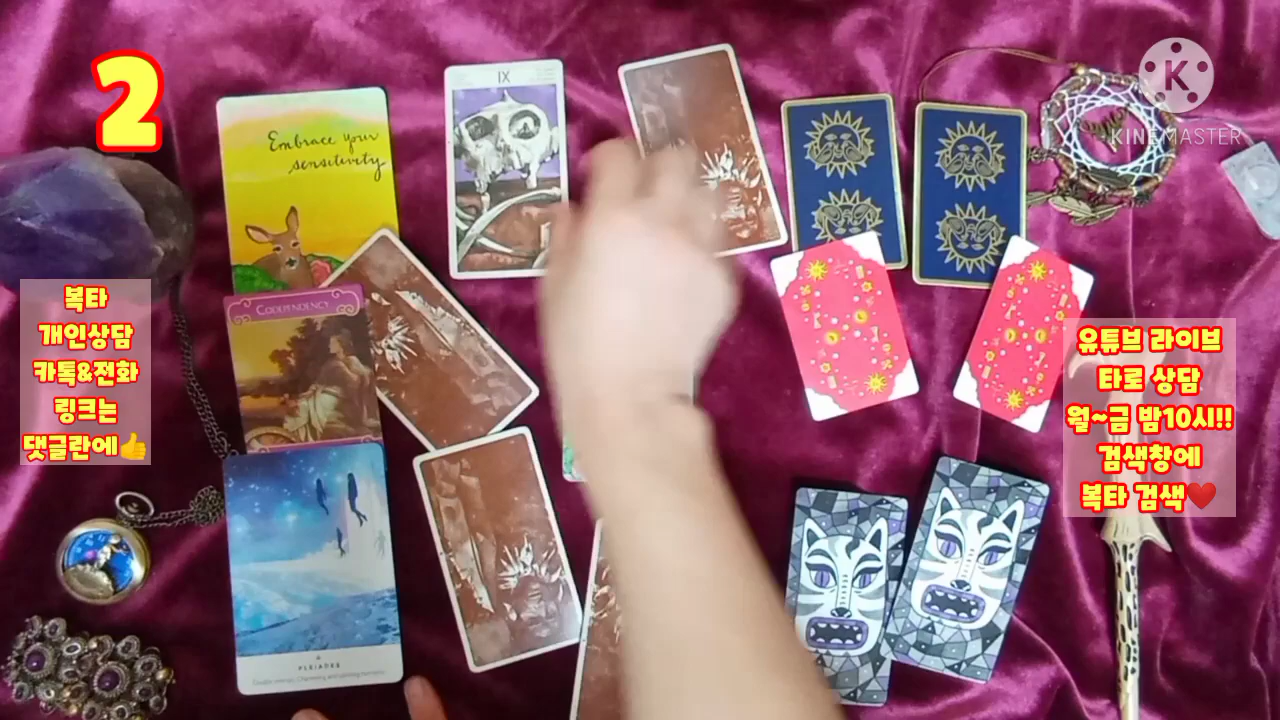 2
Embrace your
sensitivity
IX
CODEPENDENCY
PLEIADES
복타
개인상담
카톡&전화
링크는
댓글란에👍
유튜브 라이브
타로 상담
월~금 밤10시!!
검색창에
복타 검색❤️
K
KINEMASTER